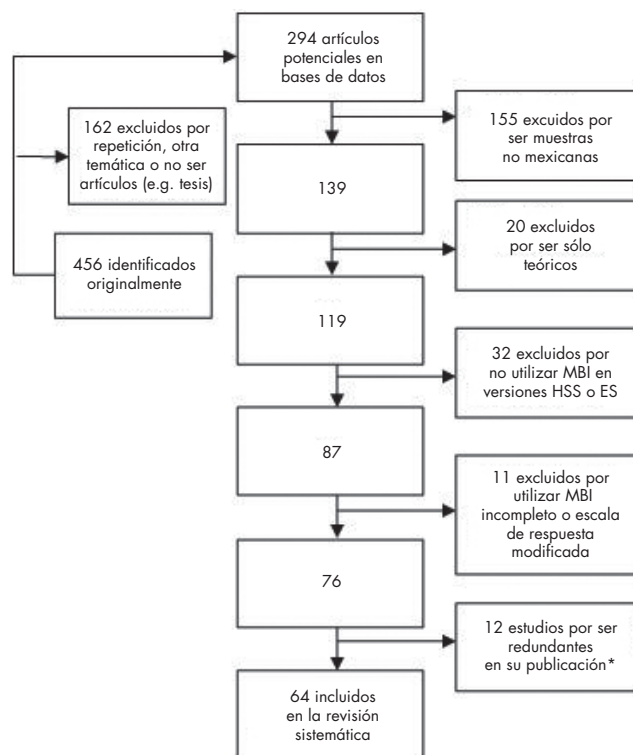 294 artículos
potenciales en
bases de datos
155 excuidos por
ser muestras
no mexicanas
162 excluidos por
repetición, otra
temática o no ser
artículos (e.g. tesis)
139
20 excluidos
por ser sólo
teóricos
456 identificados
originalmente
119
32 excluidos por
no utilizar MBI en
versiones HSS o ES
87
11 excluidos por
utilizar MBI
incompleto o escala
de respuesta
modificada
76
12 estudios por ser
redundantes
en su publicación*
64 incluidos
en la revisión
sistemática